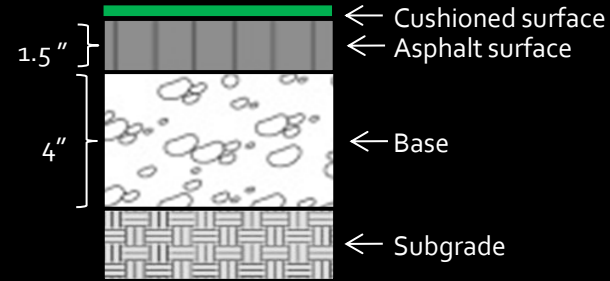 Cushioned surface
Asphalt surface
1.5 "
Base
4"
Subgrade